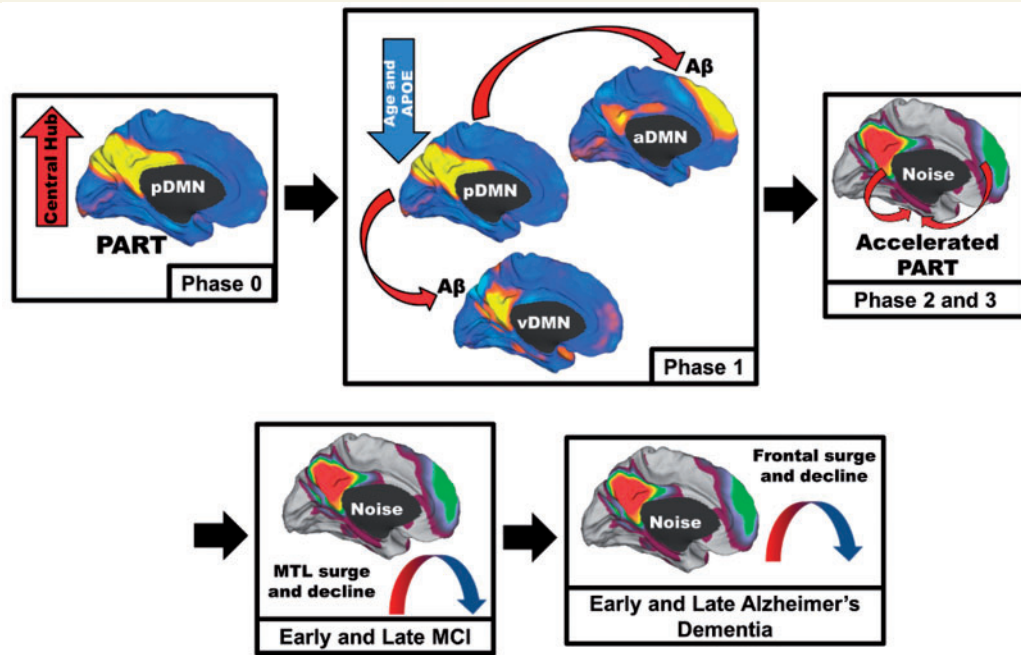 Central Hub
pDMN
PART
Phase 0
Age and
APOE
Aβ
aDMN
pDMN
Aβ
vDMN
Phase 1
Noise
Accelerated
PART
Phase 2 and 3
Noise
MTL surge
and decline
Early and Late MCI
Frontal surge
and decline
Noise
Early and Late Alzheimer's
Dementia